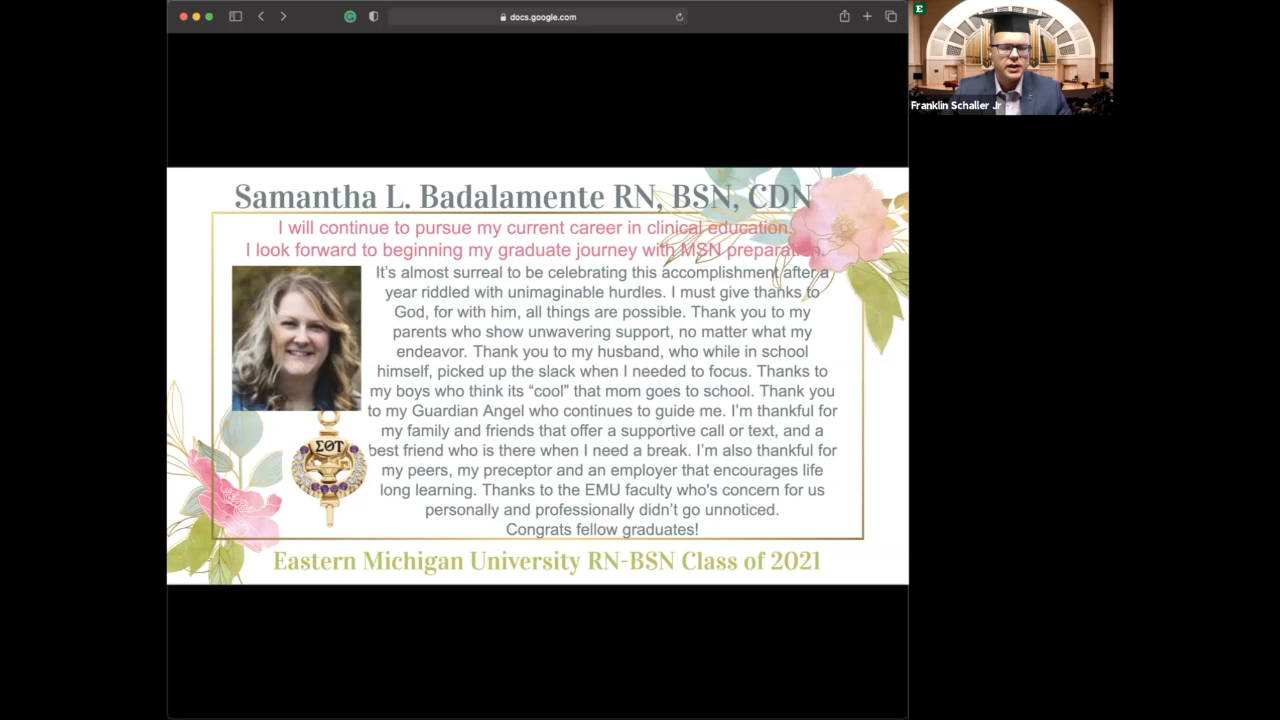 docs.google.com
E
Franklin Schaller Jr
Samantha L. Badalamente RN, BSN, CDN
I will continue to pursue my current career in clinical education.
I look forward to beginning my graduate journey with MSN preparation.
It's almost surreal to be celebrating this accomplishment after a
year riddled with unimaginable hurdles. I must give thanks to
God, for with him, all things are possible. Thank you to my
parents who show unwavering support, no matter what my
endeavor. Thank you to my husband, who while in school
himself, picked up the slack when I needed to focus. Thanks to
my boys who think its “cool” that mom goes to school. Thank you
to my Guardian Angel who continues to guide me. I'm thankful for
my family and friends that offer a supportive call or text, and a
best friend who is there when I need a break. I'm also thankful for
my peers, my preceptor and an employer that encourages life
long learning. Thanks to the EMU faculty who's concern for us
personally and professionally didn't go unnoticed.
Congrats fellow graduates!
ΣΘΤ
Eastern Michigan University RN-BSN Class of 2021